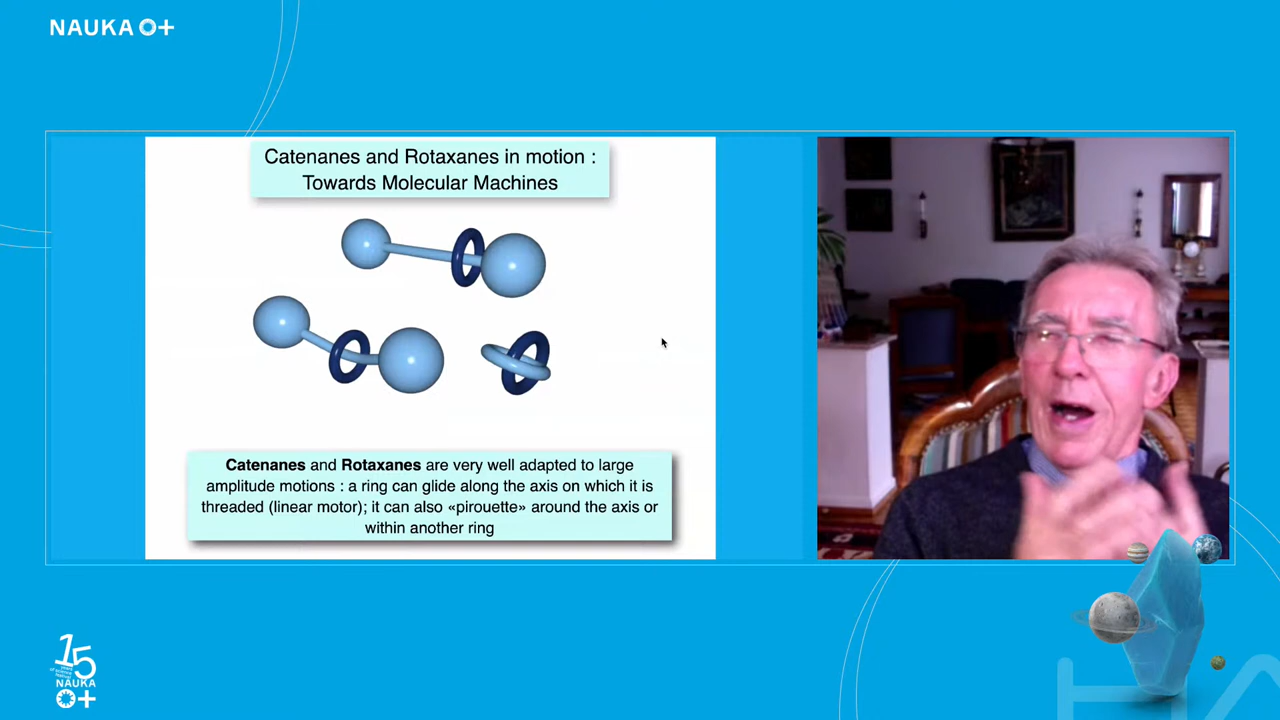 NAUKA O+
Catenanes and Rotaxanes in motion :
Towards Molecular Machines
Catenanes and Rotaxanes are very well adapted to large
amplitude motions : a ring can glide along the axis on which it is
threaded (linear motor); it can also «pirouette» around the axis or
within another ring
15
NAUKA
O+